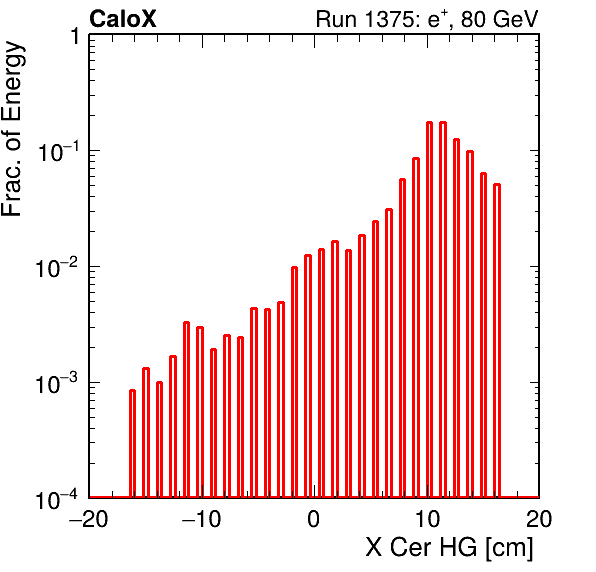 CaloX Run 1375: e⁺, 80 GeV
Frac. of Energy
1
10⁻¹
10⁻²
10⁻³
10⁻⁴
−20 −10 0 10 20
X Cer HG [cm]